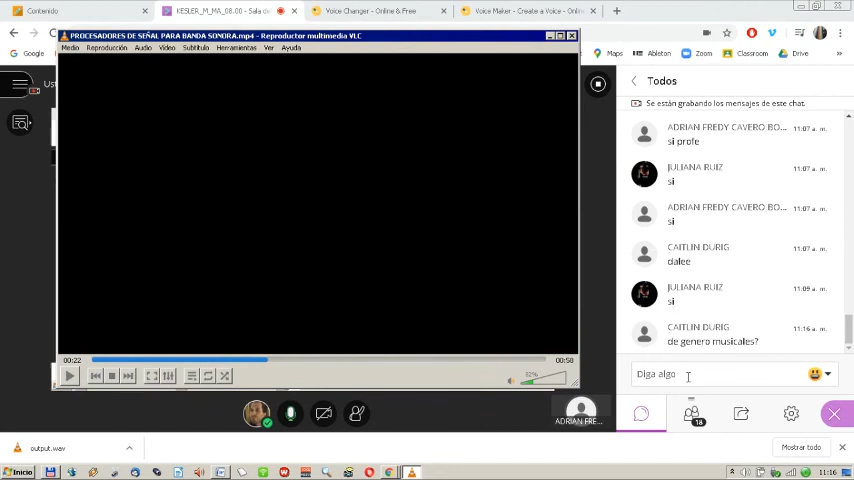 Contenido
KESLER_M_MA_08.00 - Sala de
Voice Changer - Online & Free
Voice Maker - Create a Voice - Online
Google
Maps
Ableton
Zoom
Classroom
Drive
PROCESADORES DE SEÑAL PARA BANDA SONORA.mp4 - Reproductor multimedia VLC
Medio Reproducción Audio Video Subtítulo Herramientas Ver Ayuda
00:22
00:58
82%
Todos
Se están grabando los mensajes de este chat.
ADRIAN FREDY CAVERO BO... 11:07 a. m.
si profe
JULIANA RUIZ 11:07 a. m.
si
ADRIAN FREDY CAVERO BO... 11:07 a. m.
si
CAITLIN DURIG 11:07 a. m.
dalee
JULIANA RUIZ 11:09 a. m.
si
CAITLIN DURIG 11:16 a. m.
de genero musicales?
Diga algo
18
ADRIAN FRE...
output.wav
Mostrar todo
Inicio
11:16